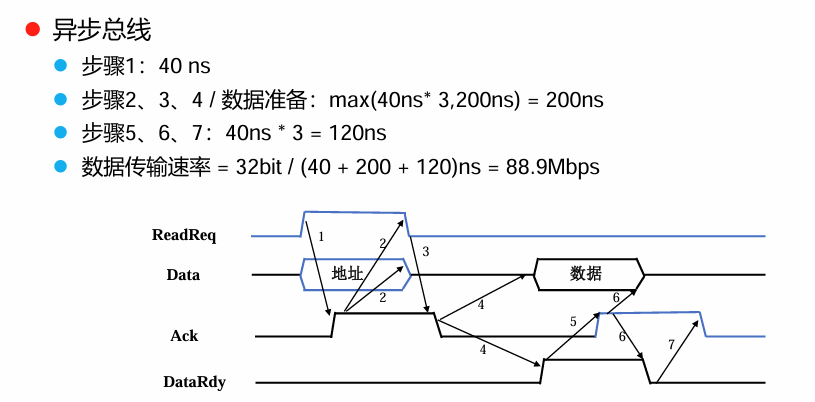 异步总线
步骤1：40 ns
步骤2、3、4 / 数据准备：max(40ns* 3,200ns) = 200ns
步骤5、6、7：40ns * 3 = 120ns
数据传输速率 = 32bit / (40 + 200 + 120)ns = 88.9Mbps
ReadReq
1
2
3
Data
地址
2
数据
4
6
Ack
4
5
6
7
DataRdy